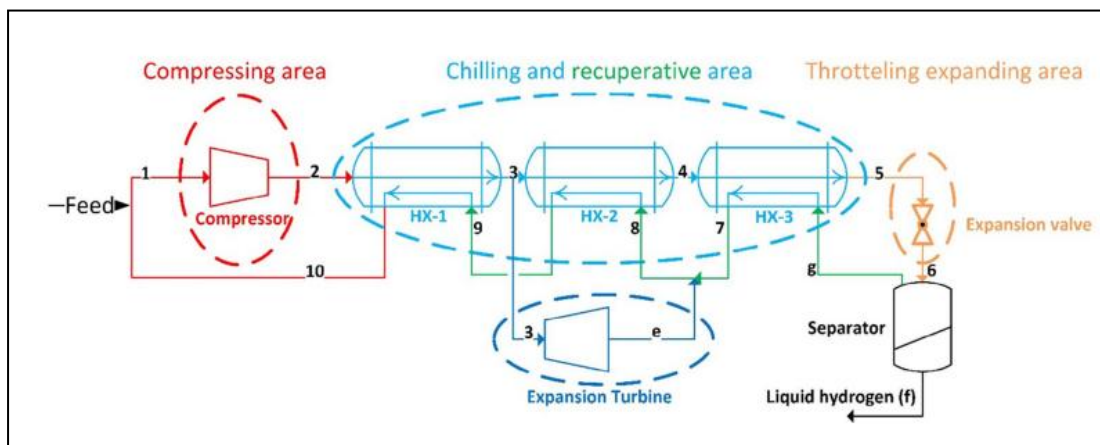 Compressing area
Chilling and recuperative area
Throtteling expanding area
1
2
3
4
5
Feed
Compressor
HX-1
9
HX-2
8
7
HX-3
Expansion valve
10
g
6
3
e
Separator
Expansion Turbine
Liquid hydrogen (f)